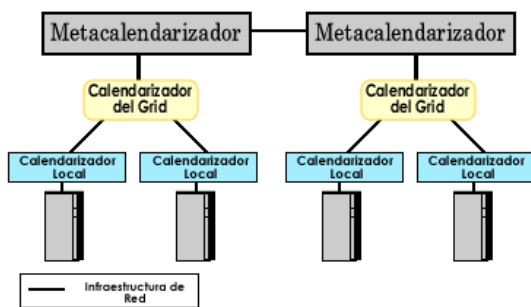 Metacalendarizador Metacalendarizador
Calendarizador
del Grid
Calendarizador
del Grid
Calendarizador
Local
Calendarizador
Local
Calendarizador
Local
Calendarizador
Local
Infraestructura de
Red